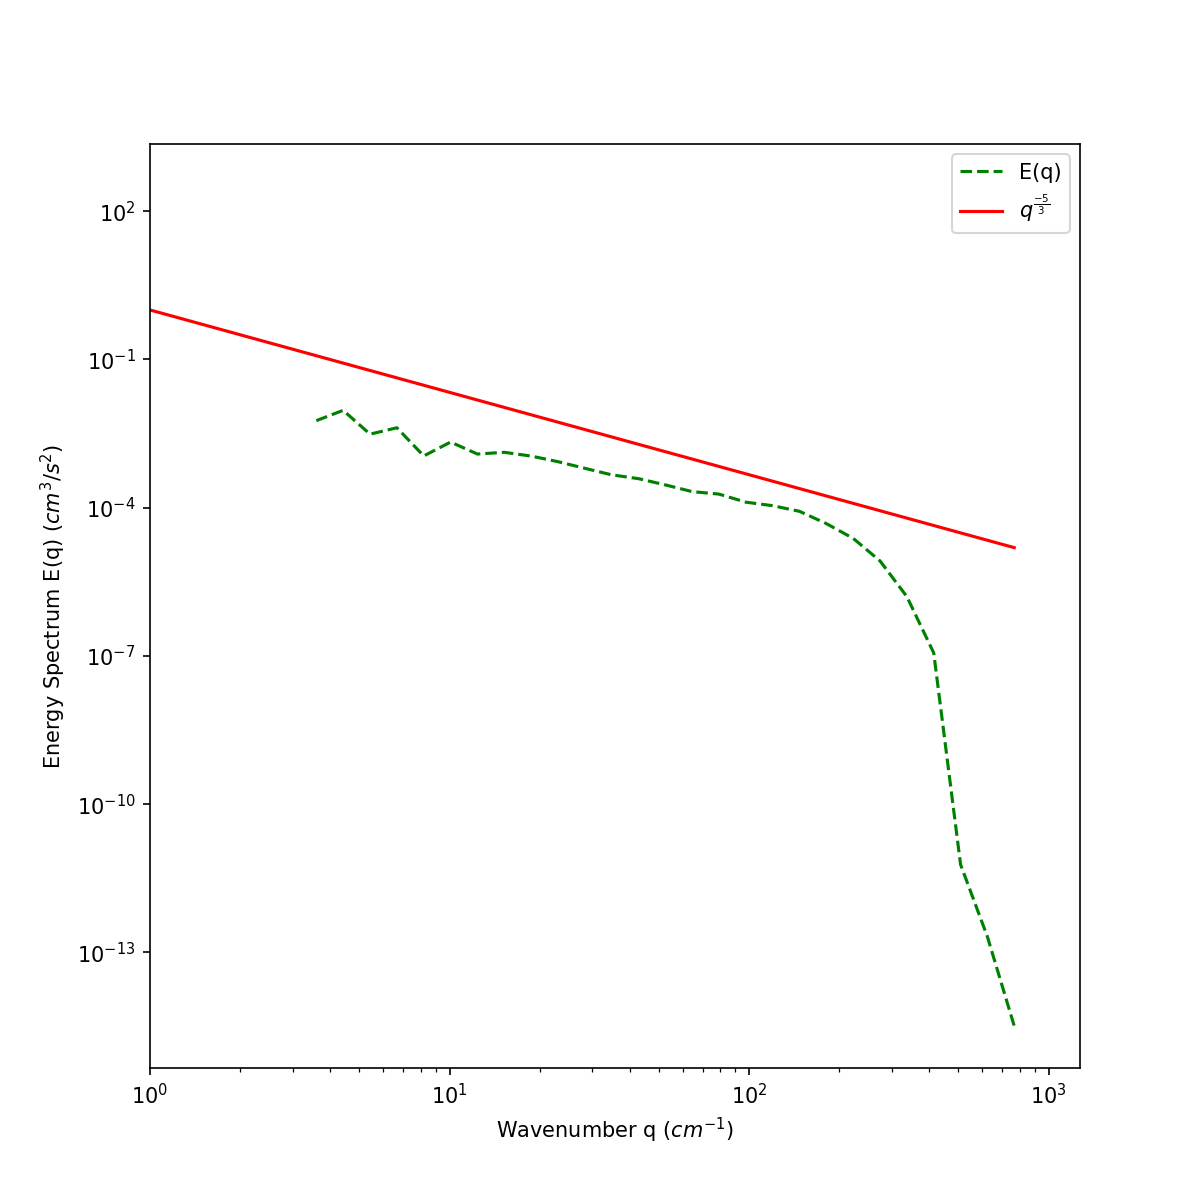 E(q)
$q^{\frac{-5}{3}}$
10^2
10^{-1}
10^{-4}
10^{-7}
10^{-10}
10^{-13}
Energy Spectrum E(q) ($cm^3/s^2$)
10^0 10^1 10^2 10^3
Wavenumber q ($cm^{-1}$)